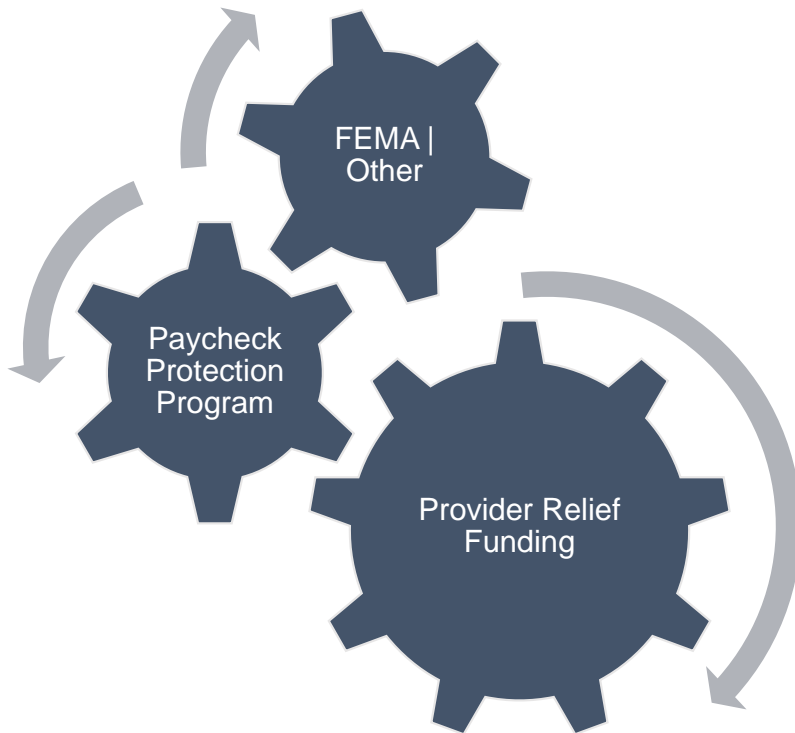 FEMA |
Other
Paycheck
Protection
Program
Provider Relief
Funding